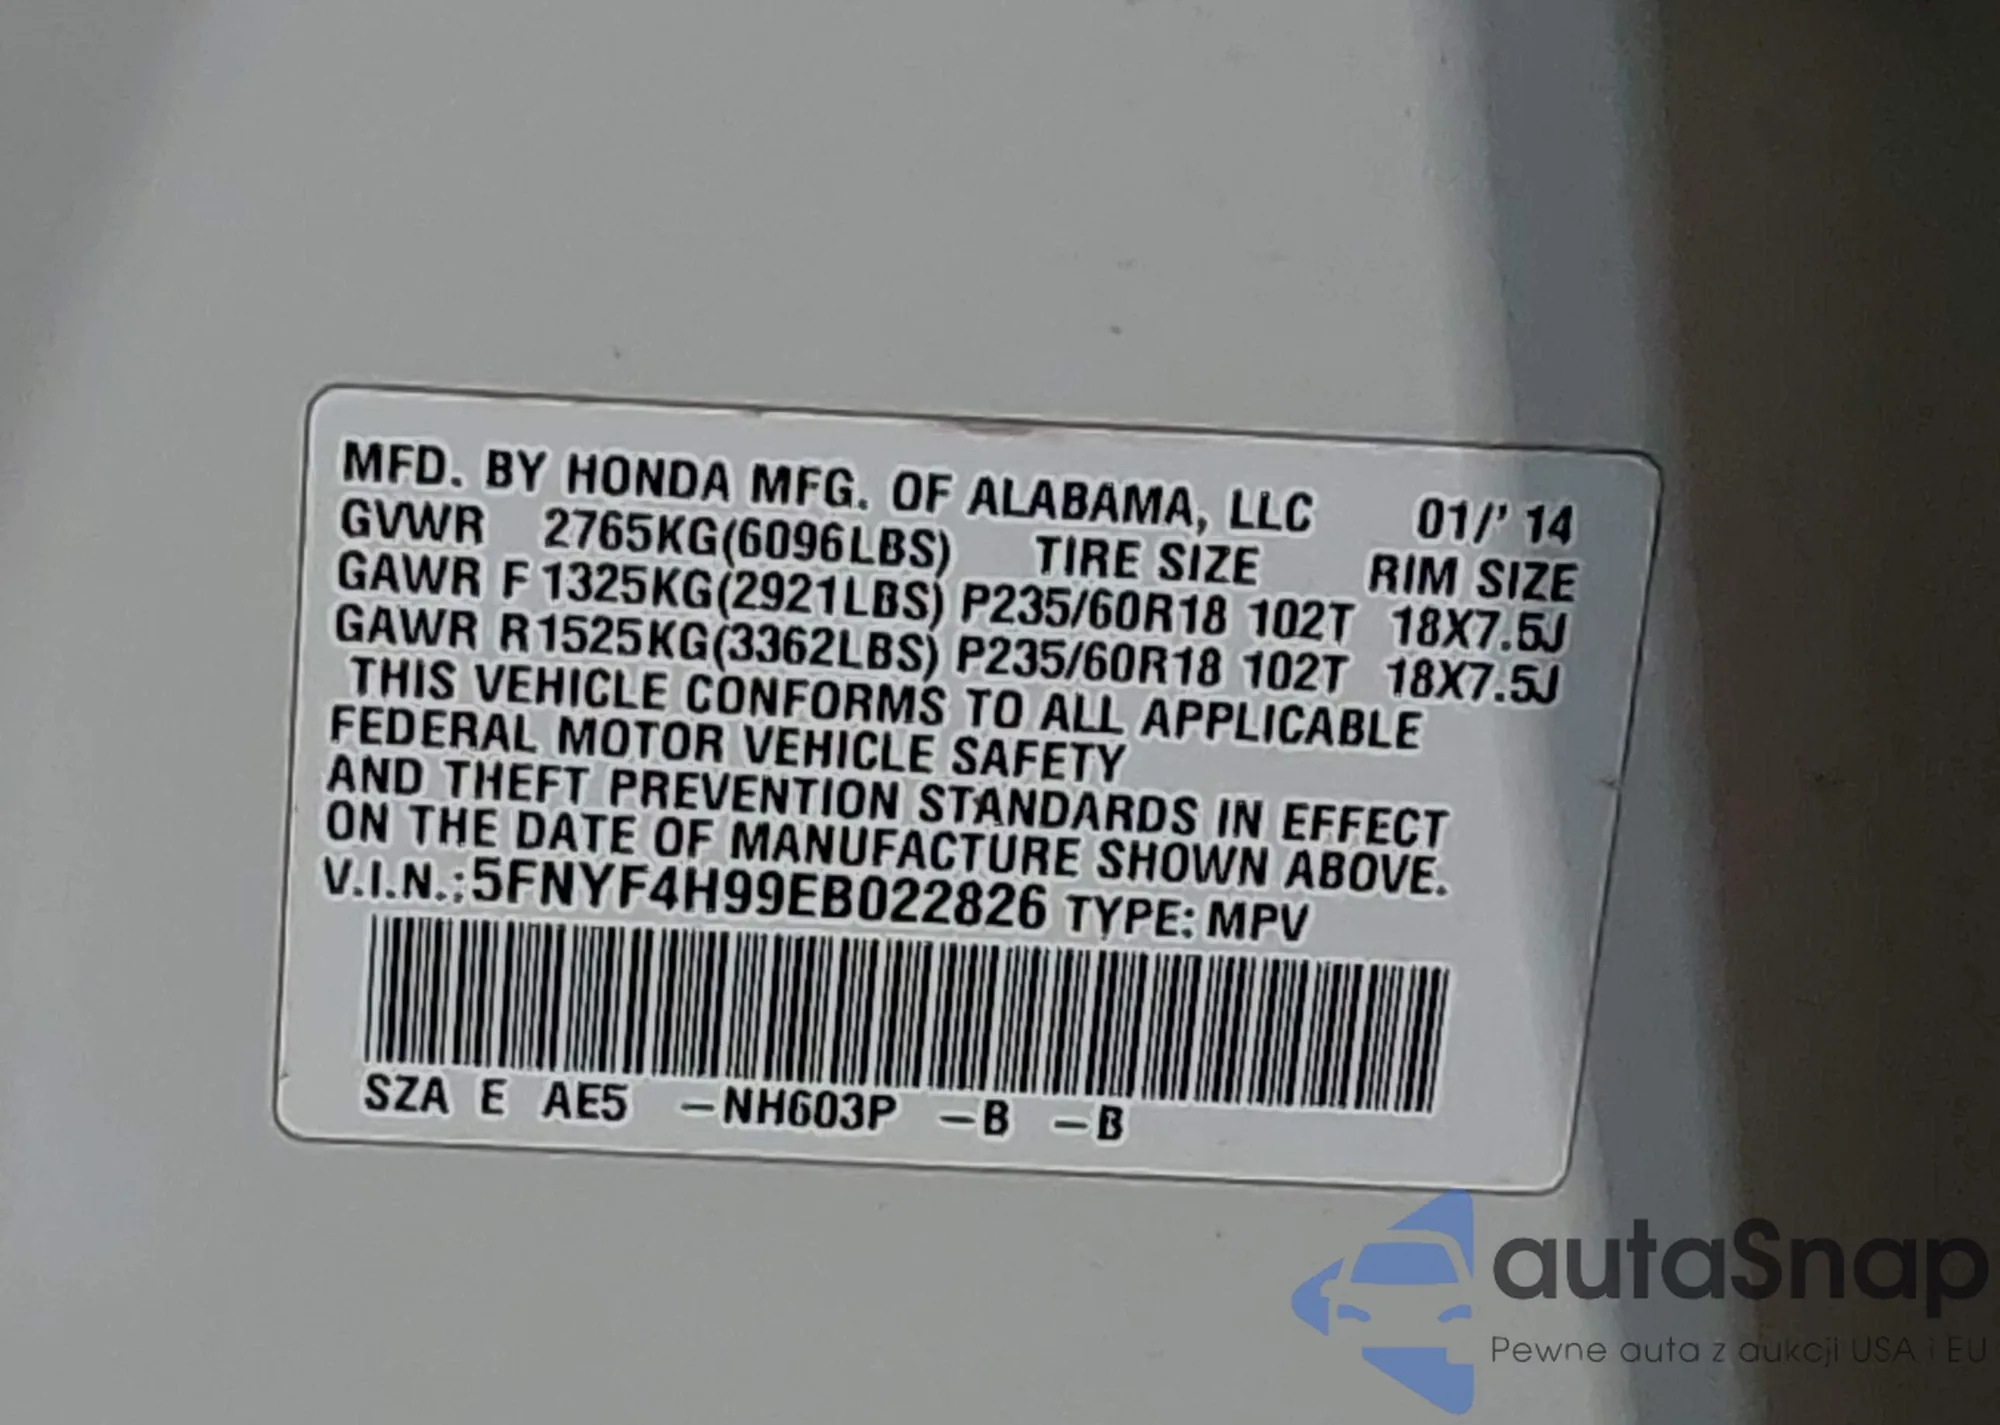 MFD. BY HONDA MFG. OF ALABAMA, LLC 01/' 14
GVWR 2765KG(6096LBS) TIRE SIZE RIM SIZE
GAWR F 1325KG(2921LBS) P235/60R18 102T 18X7.5J
GAWR R1525KG(3362LBS) P235/60R18 102T 18X7.5J
THIS VEHICLE CONFORMS TO ALL APPLICABLE
FEDERAL MOTOR VEHICLE SAFETY
AND THEFT PREVENTION STANDARDS IN EFFECT
ON THE DATE OF MANUFACTURE SHOWN ABOVE.
V.I.N.:5FNYF4H99EB022826 TYPE: MPV
SZA E AE5 –NH603P –B –B
autaSnap
Pewne auta z aukcji USA i EU